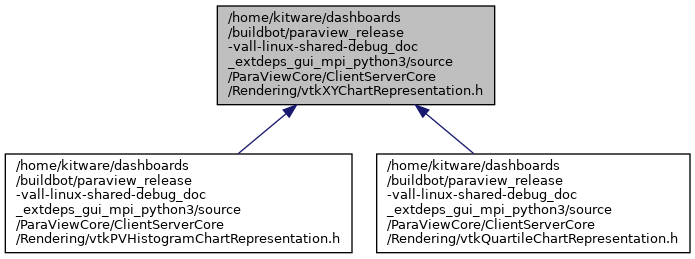 /home/kitware/dashboards
/buildbot/paraview_release
-vall-linux-shared-debug_doc
_extdeps_gui_mpi_python3/source
/ParaViewCore/ClientServerCore
/Rendering/vtkXYChartRepresentation.h
/home/kitware/dashboards
/buildbot/paraview_release
-vall-linux-shared-debug_doc
_extdeps_gui_mpi_python3/source
/ParaViewCore/ClientServerCore
/Rendering/vtkPVHistogramChartRepresentation.h
/home/kitware/dashboards
/buildbot/paraview_release
-vall-linux-shared-debug_doc
_extdeps_gui_mpi_python3/source
/ParaViewCore/ClientServerCore
/Rendering/vtkQuartileChartRepresentation.h